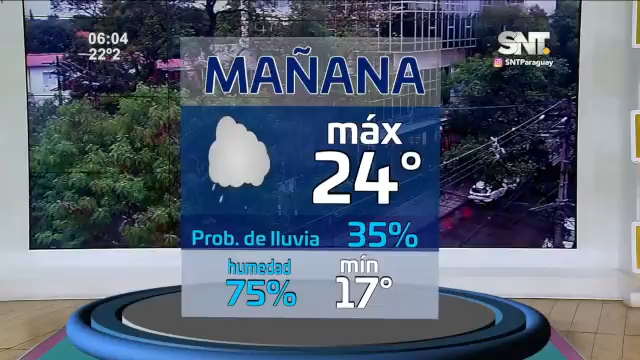 06:04
22°2
SNT.
SNTParaguay
MAÑANA
máx
24°
Prob. de lluvia 35%
humedad
75%
mín
17°